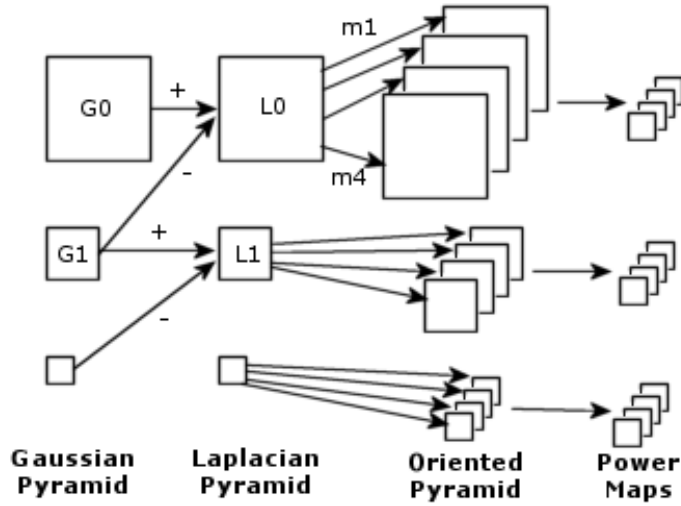 m1
G0
+
L0
-
m4
G1
+
L1
-
Gaussian Pyramid
Laplacian Pyramid
Oriented Pyramid
Power Maps